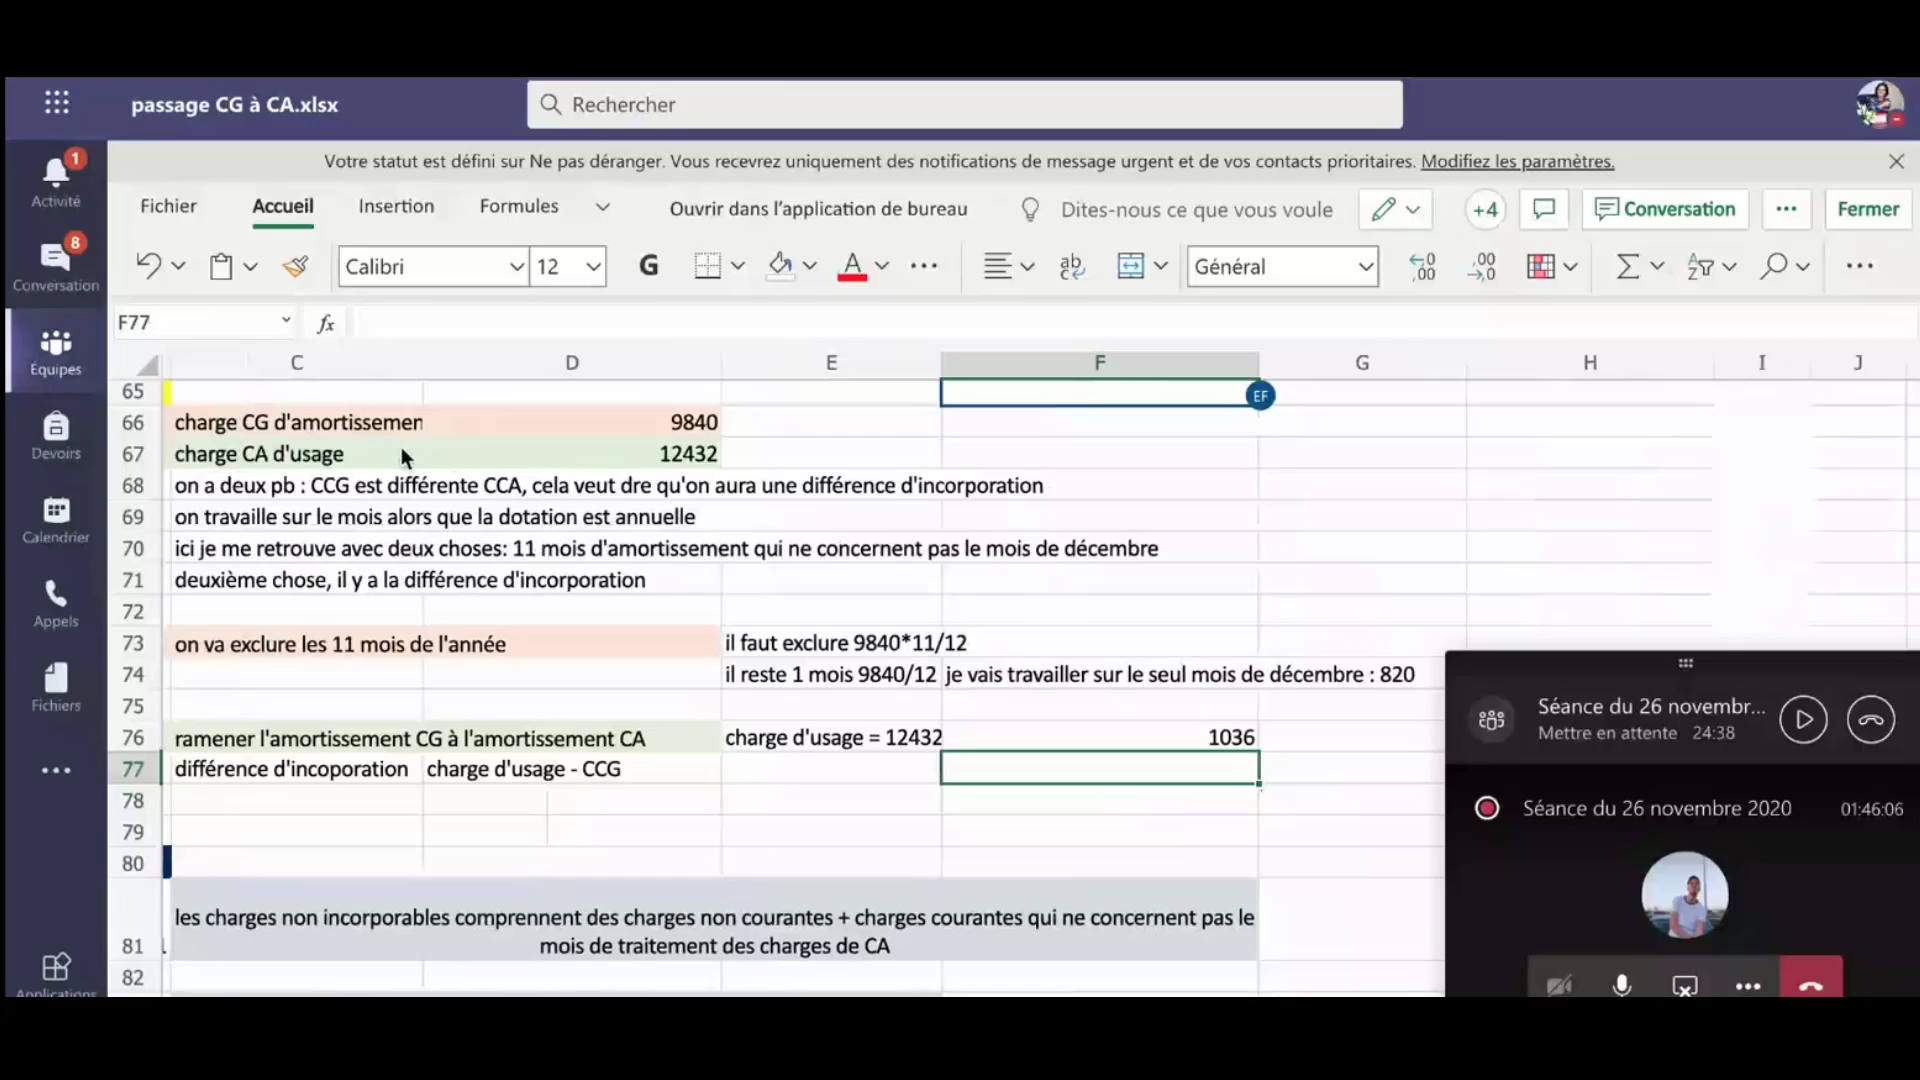 passage CG à CA.xlsx
Rechercher
1
Activité
8
Conversation
Équipes
Devoirs
Calendrier
Appels
Fichiers
Applications
Votre statut est défini sur Ne pas déranger. Vous recevrez uniquement des notifications de message urgent et de vos contacts prioritaires. Modifiez les paramètres.
Fichier Accueil Insertion Formules Ouvrir dans l'application de bureau Dites-nous ce que vous voule +4 Conversation Fermer
Calibri 12 G A ab Général
F77 fx
C D E F G H I J
65 EF
66 charge CG d'amortissemen 9840
67 charge CA d'usage 12432
68 on a deux pb : CCG est différente CCA, cela veut dre qu'on aura une différence d'incorporation
69 on travaille sur le mois alors que la dotation est annuelle
70 ici je me retrouve avec deux choses: 11 mois d'amortissement qui ne concernent pas le mois de décembre
71 deuxième chose, il y a la différence d'incorporation
72
73 on va exclure les 11 mois de l'année il faut exclure 9840*11/12
74 il reste 1 mois 9840/12 je vais travailler sur le seul mois de décembre : 820
75
76 ramener l'amortissement CG à l'amortissement CA charge d'usage = 12432 1036
77 différence d'incoporation charge d'usage - CCG
78
79
80
les charges non incorporables comprennent des charges non courantes + charges courantes qui ne concernent pas le
81 mois de traitement des charges de CA
82
Séance du 26 novembr...
Mettre en attente 24:38
Séance du 26 novembre 2020 01:46:06